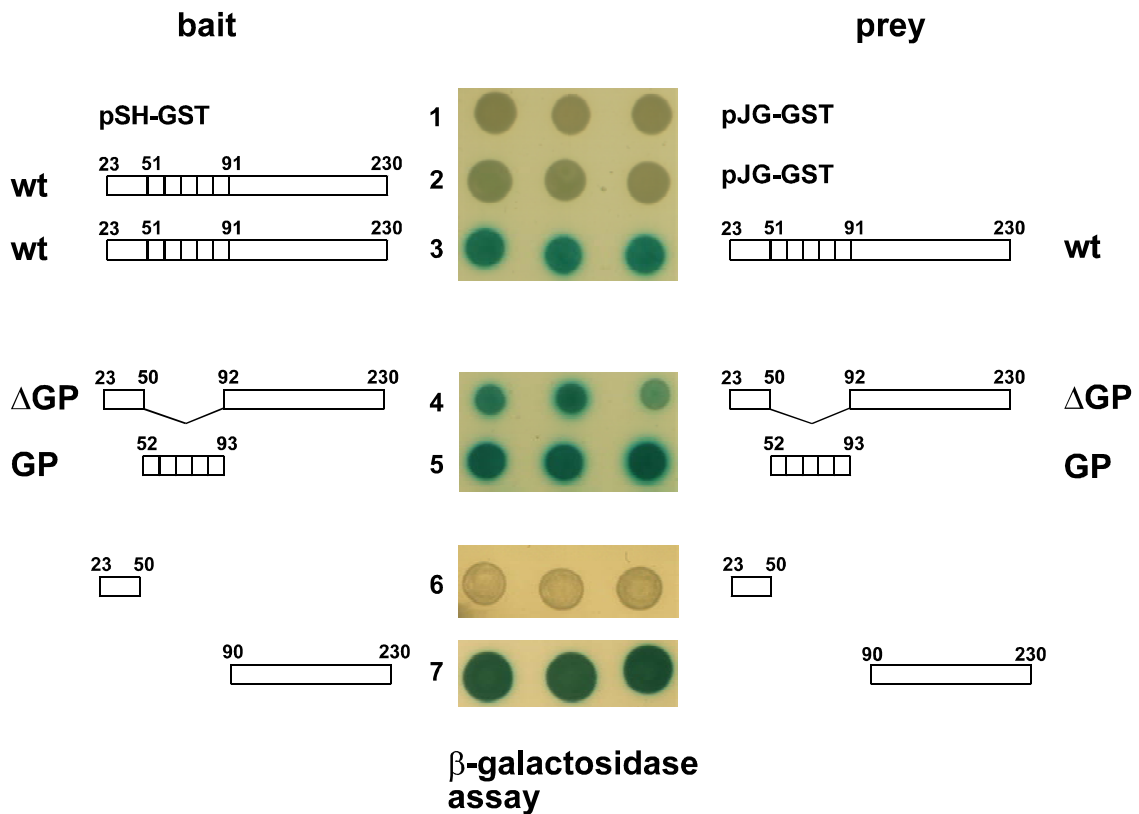 bait prey
pSH-GST 1 pJG-GST
23 51 91 230
wt 2 pJG-GST
23 51 91 230 23 51 91 230
wt 3 wt
23 50 92 230 23 50 92 230
ΔGP 4 ΔGP
52 93 52 93
GP 5 GP
23 50 6 23 50
90 230 7 90 230
β-galactosidase
assay